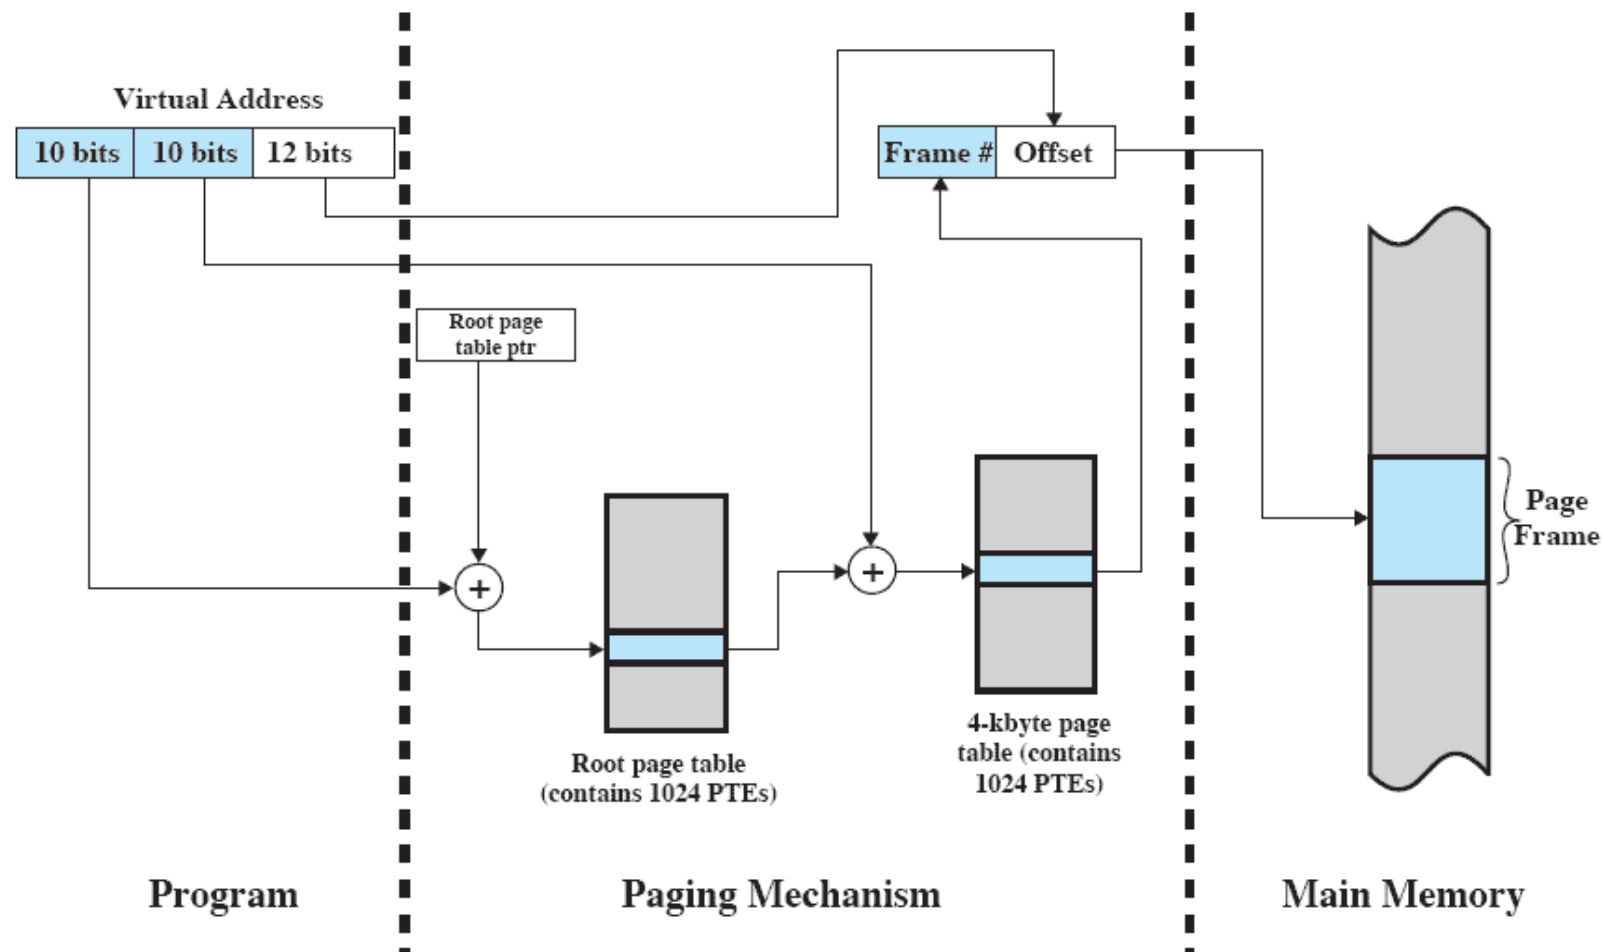 Virtual Address
10 bits
10 bits
12 bits
Frame #
Offset
Root page
table ptr
+
+
Page
Frame
4-kbyte page
table (contains
1024 PTEs)
Root page table
(contains 1024 PTEs)
Program
Paging Mechanism
Main Memory